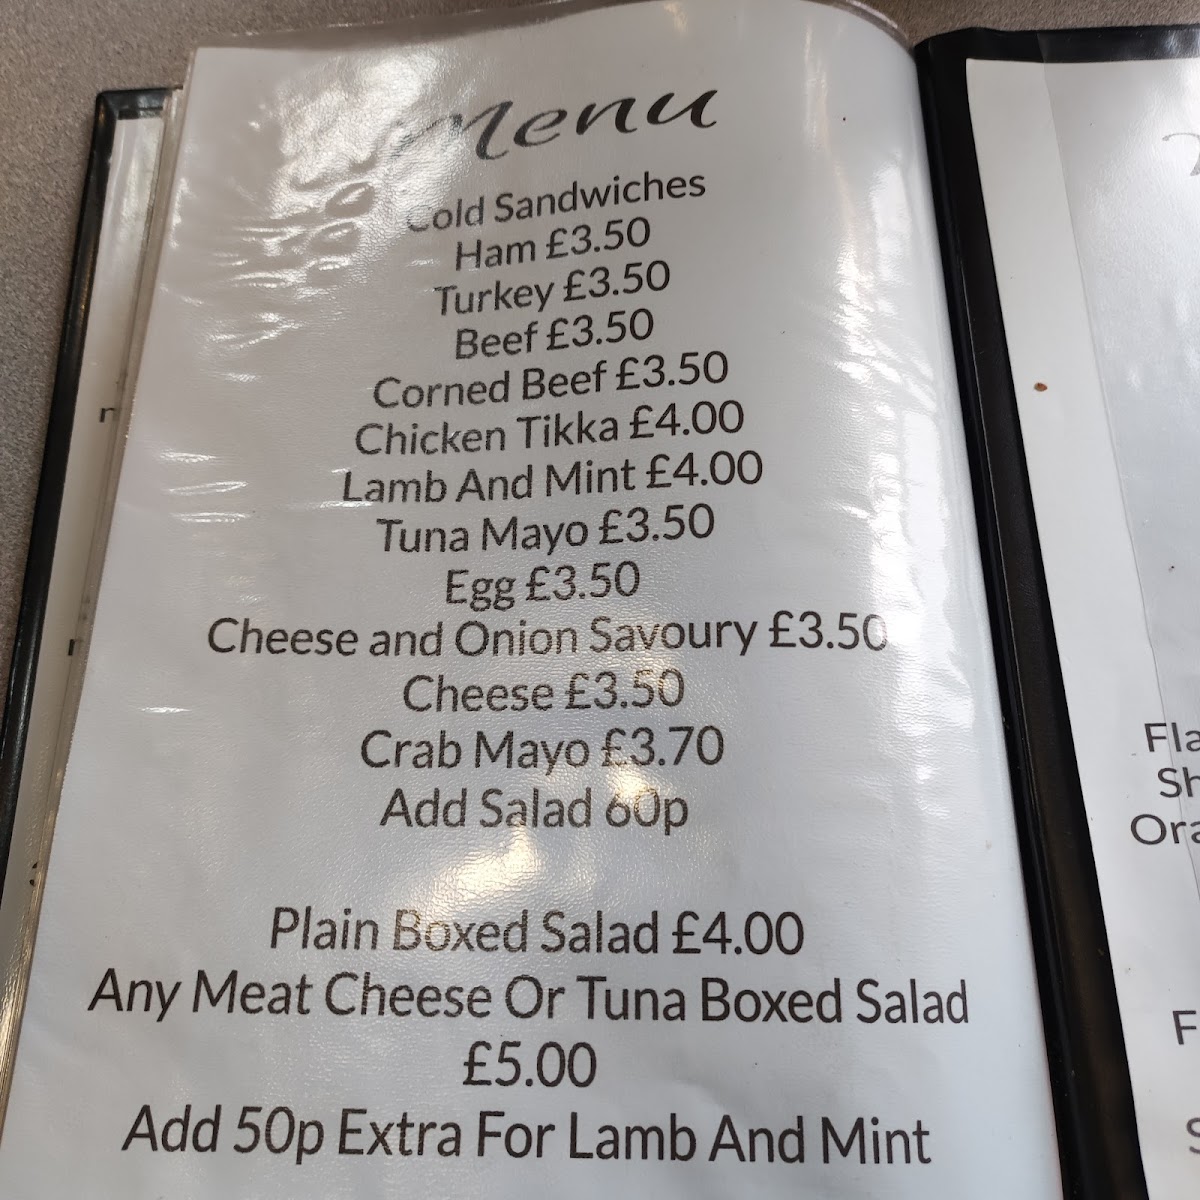 Menu
Cold Sandwiches
Ham £3.50
Turkey £3.50
Beef £3.50
Corned Beef £3.50
Chicken Tikka £4.00
Lamb And Mint £4.00
Tuna Mayo £3.50
Egg £3.50
Cheese and Onion Savoury £3.50
Cheese £3.50
Crab Mayo £3.70
Add Salad 60p
Plain Boxed Salad £4.00
Any Meat Cheese Or Tuna Boxed Salad
£5.00
Add 50p Extra For Lamb And Mint